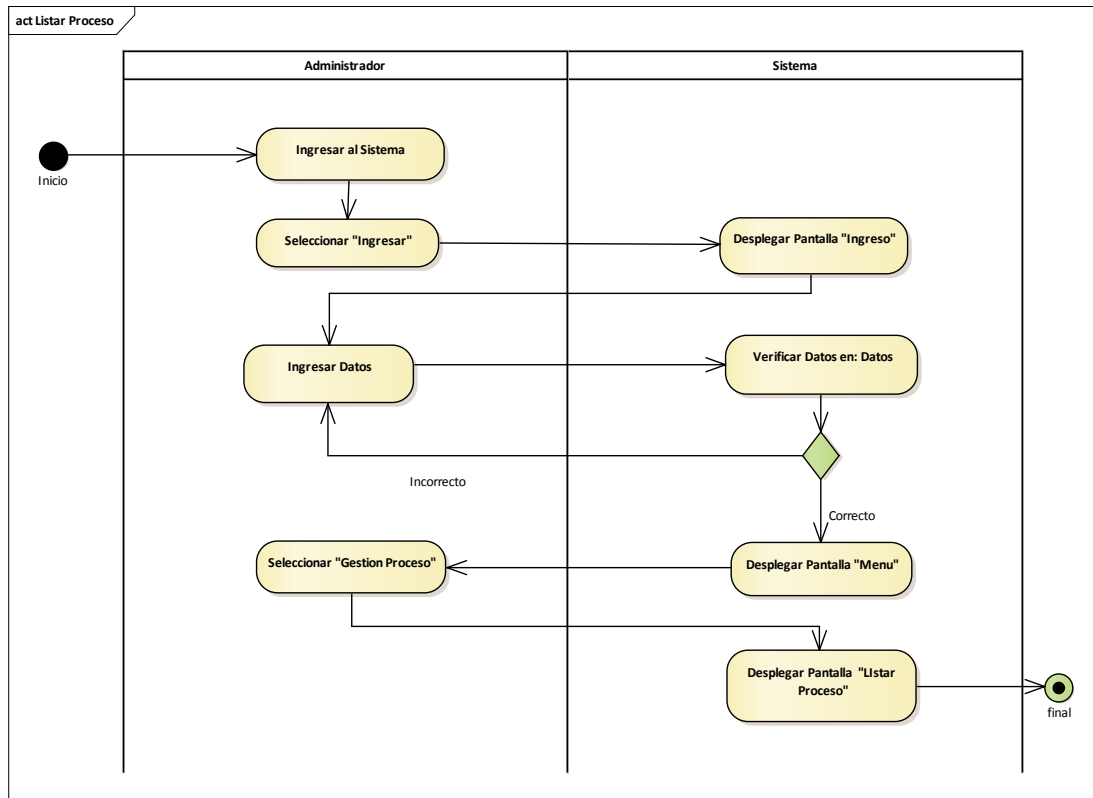 act Listar Proceso
Administrador
Sistema
Ingresar al Sistema
Inicio
Seleccionar "Ingresar"
Desplegar Pantalla "Ingreso"
Ingresar Datos
Verificar Datos en: Datos
Incorrecto
Correcto
Seleccionar "Gestion Proceso"
Desplegar Pantalla "Menu"
Desplegar Pantalla "LIstar
Proceso"
final